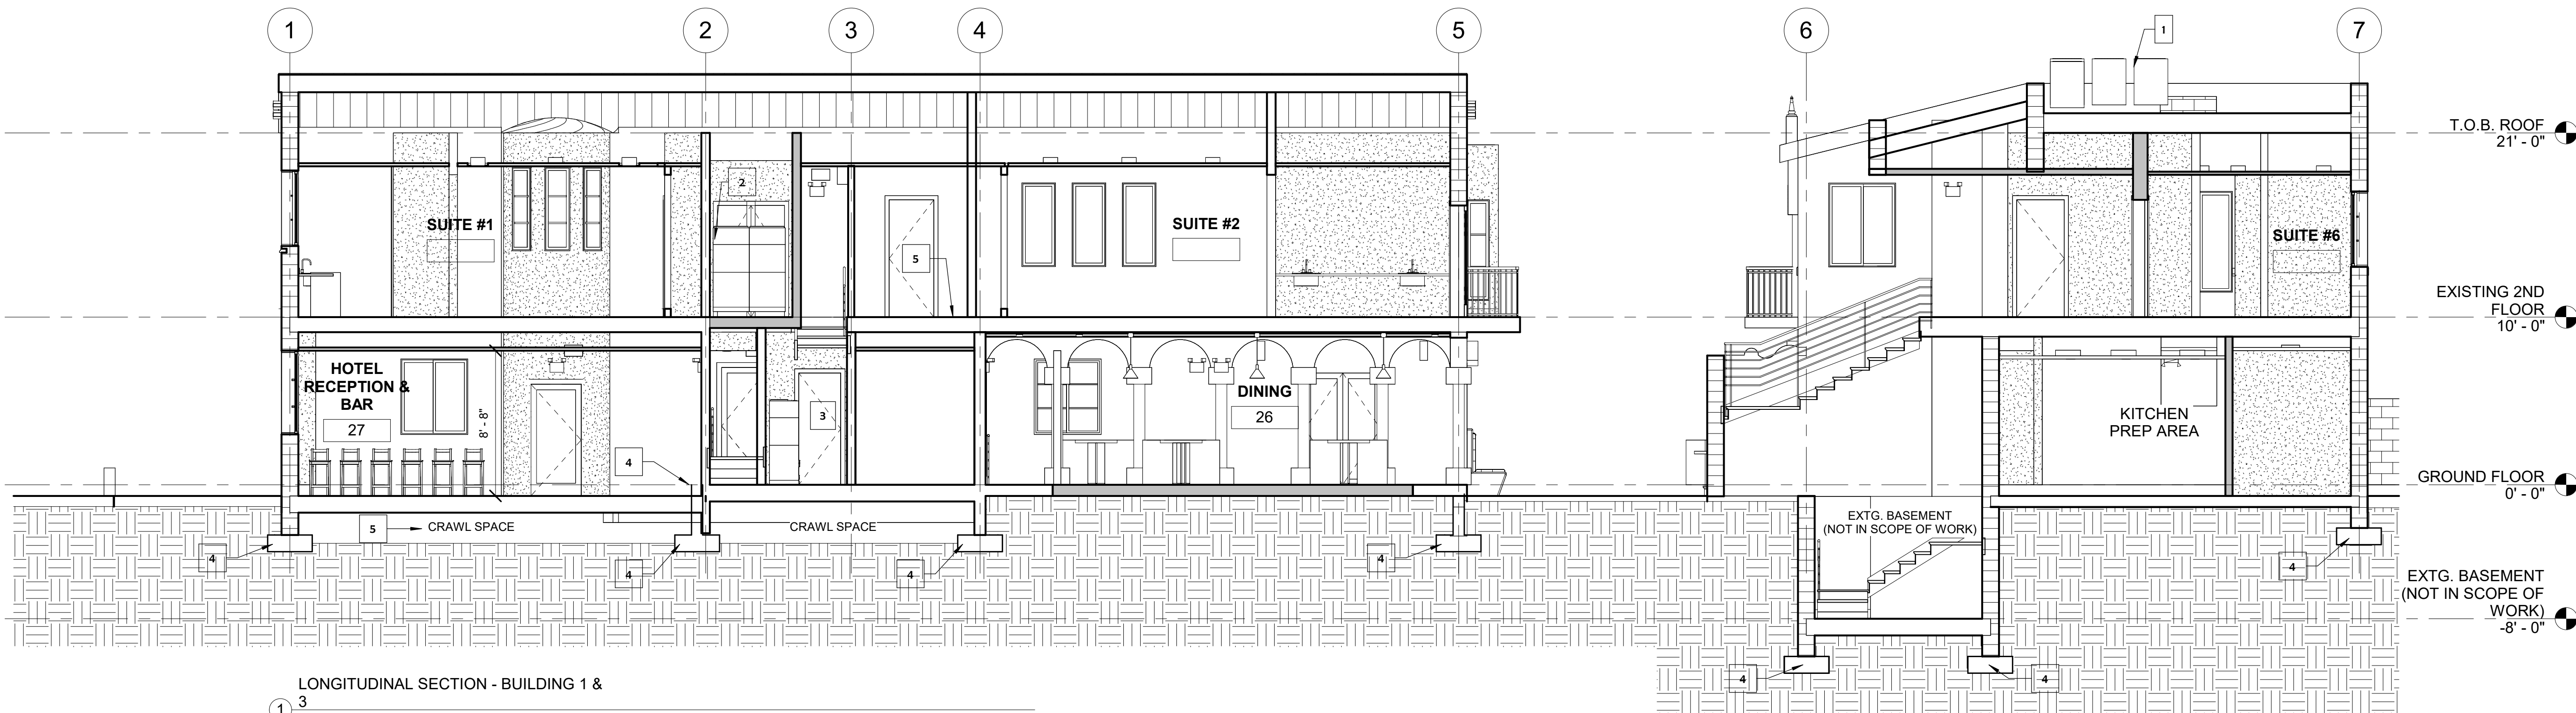 1
2
3
4
5
6
7
1
T.O.B. ROOF
21' - 0"
2
SUITE #1
SUITE #2
SUITE #6
5
EXISTING 2ND
FLOOR
10' - 0"
HOTEL
RECEPTION &
BAR
27
8' - 8"
3
DINING
26
KITCHEN
PREP AREA
4
GROUND FLOOR
0' - 0"
5
CRAWL SPACE
CRAWL SPACE
EXTG. BASEMENT
(NOT IN SCOPE OF WORK)
4
4
4
4
4
EXTG. BASEMENT
(NOT IN SCOPE OF
WORK)
-8' - 0"
4
4
LONGITUDINAL SECTION - BUILDING 1 &
3
1